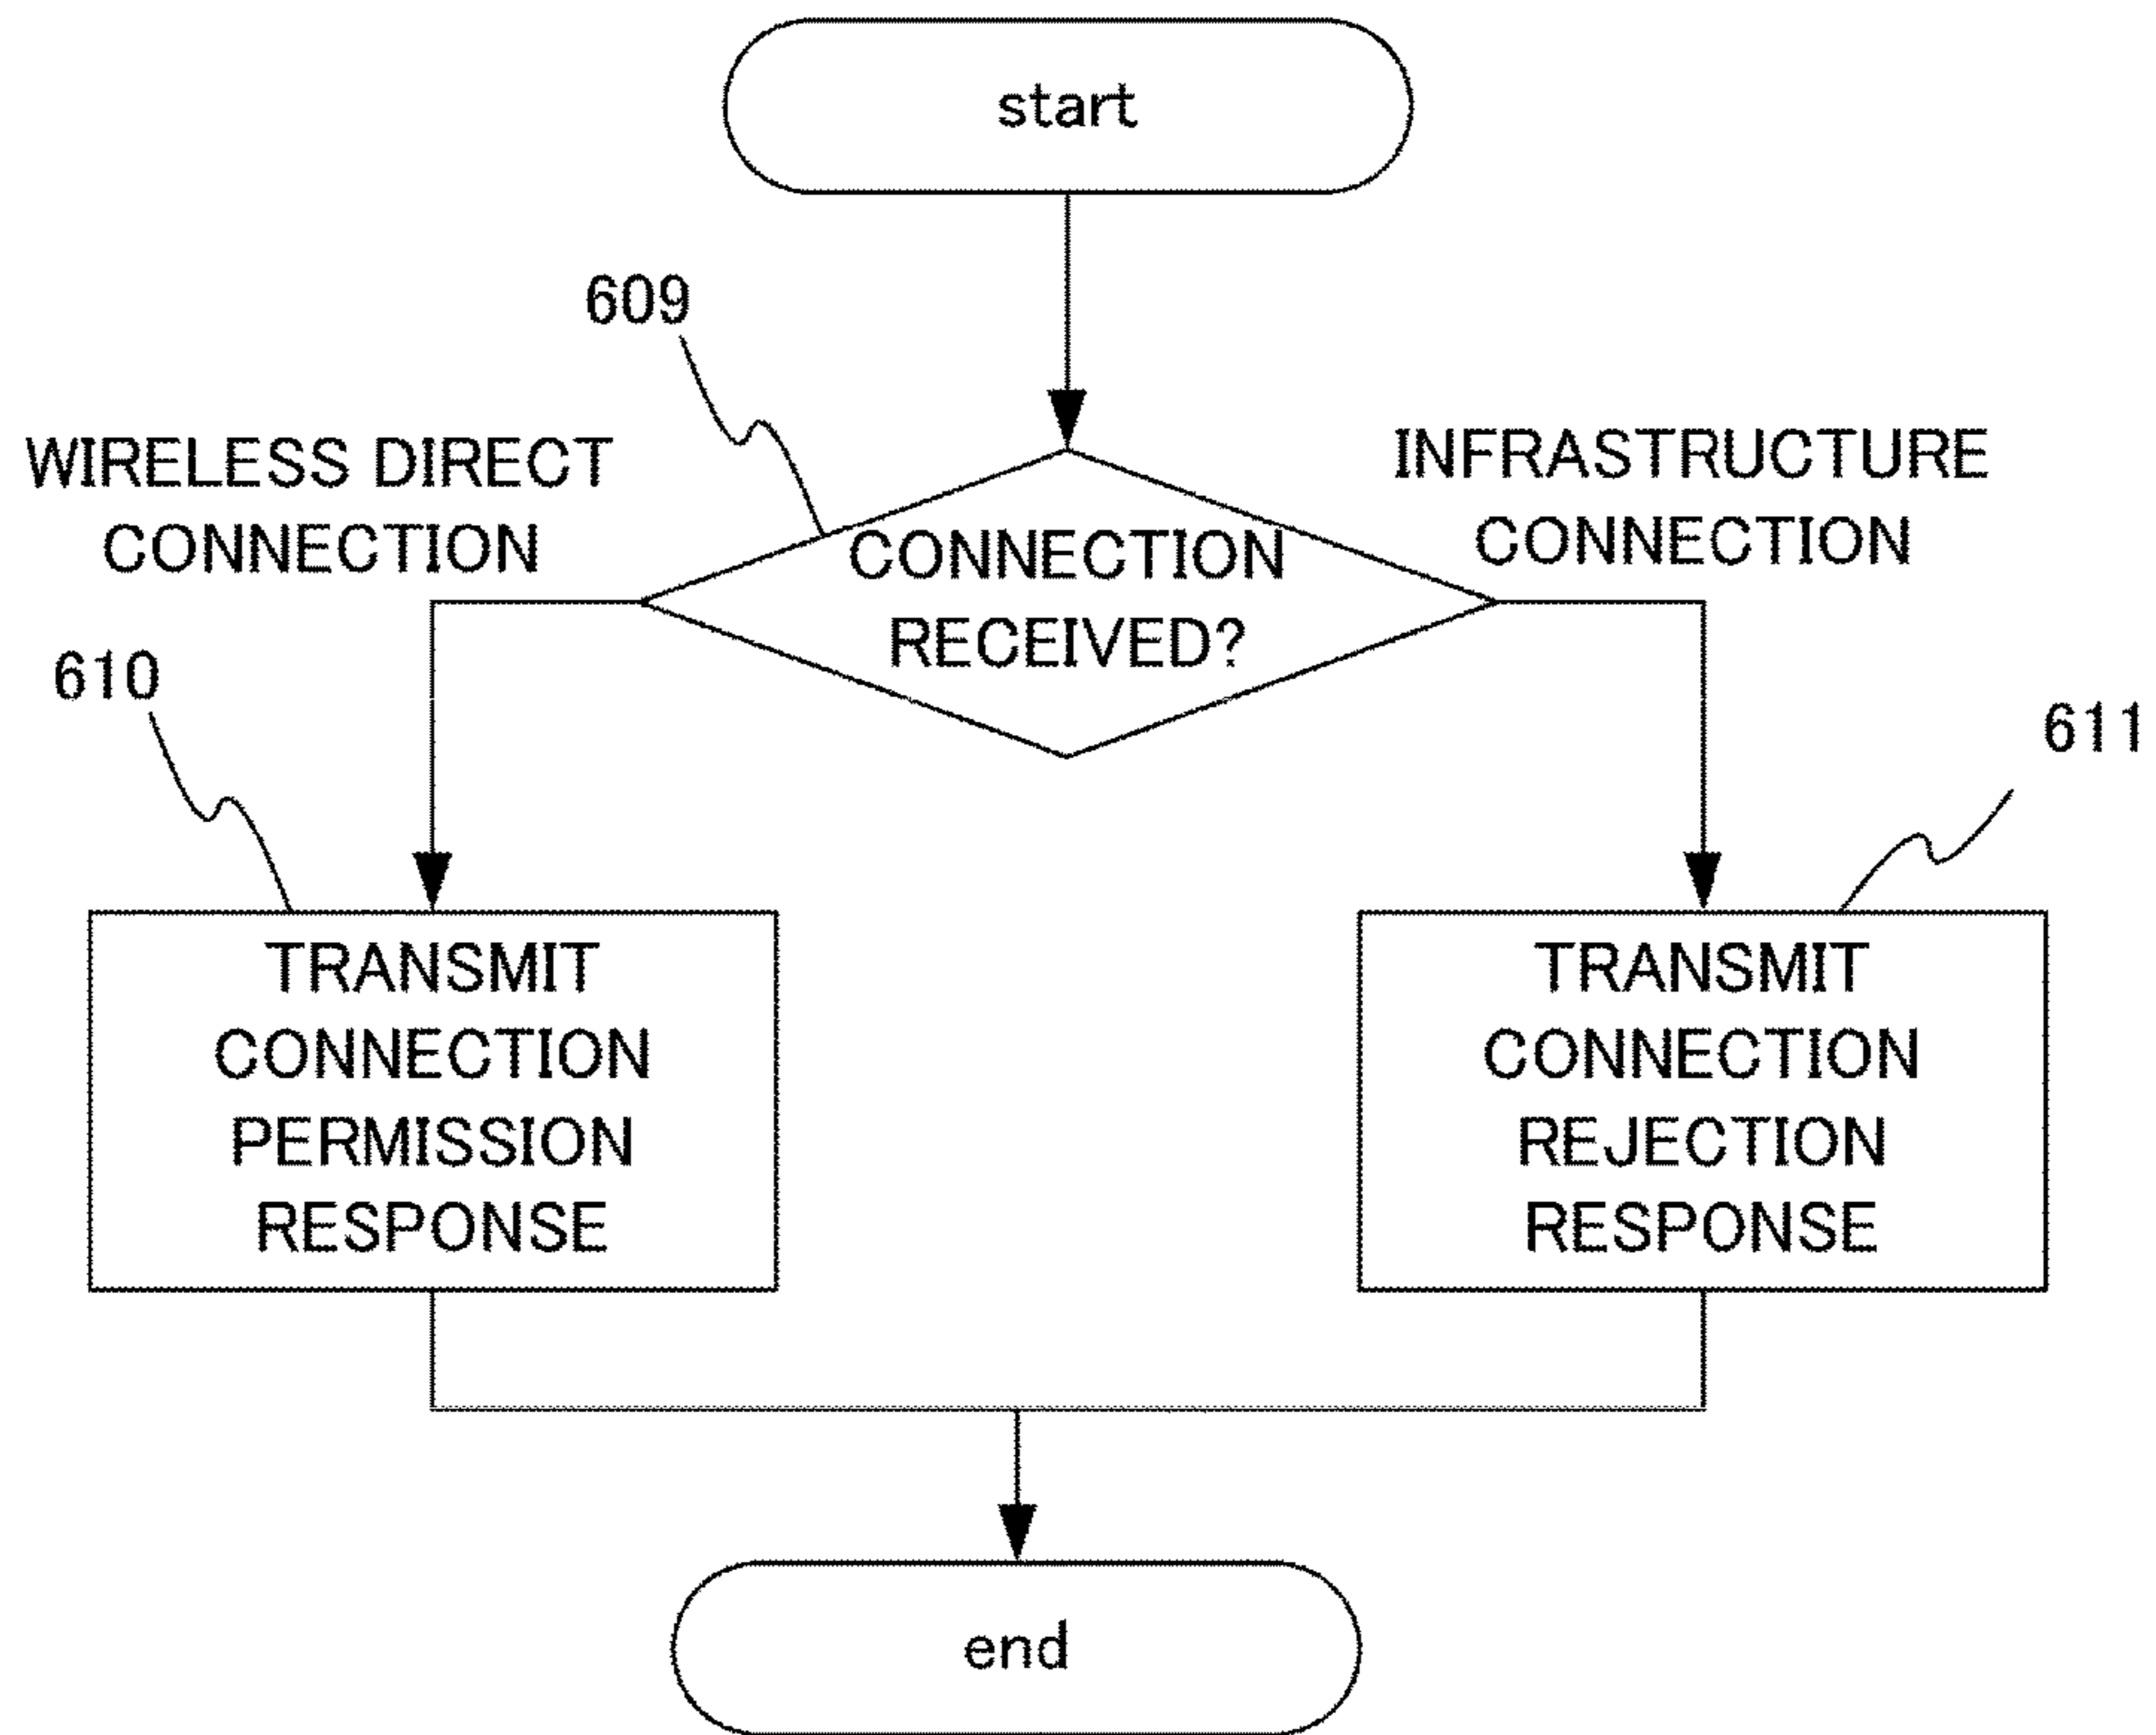 start
609
WIRELESS DIRECT
CONNECTION
INFRASTRUCTURE
CONNECTION
CONNECTION
RECEIVED?
610
611
TRANSMIT
CONNECTION
PERMISSION
RESPONSE
TRANSMIT
CONNECTION
REJECTION
RESPONSE
end